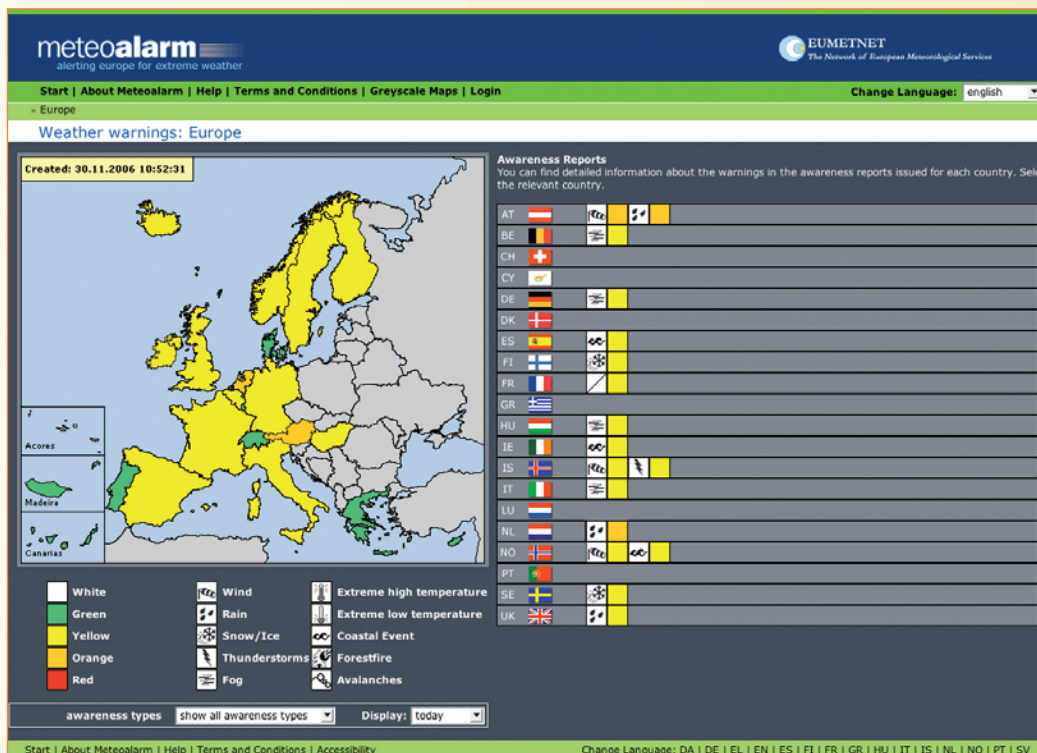 meteoalarm
alerting europe for extreme weather
EUMETNET
The Network of European Meteorological Services
Start | About Meteoalarm | Help | Terms and Conditions | Greyscale Maps | Login
Change Language: english
» Europe
Weather warnings: Europe
Created: 30.11.2006 10:52:31
Acores
Madeira
Canarias
Awareness Reports
You can find detailed information about the warnings in the awareness reports issued for each country. Sele
the relevant country.
AT
BE
CH
CY
DE
DK
ES
FI
FR
GR
HU
IE
IS
IT
LU
NL
NO
PT
SE
UK
White
Green
Yellow
Orange
Red
Wind
Rain
Snow/Ice
Thunderstorms
Fog
Extreme high temperature
Extreme low temperature
Coastal Event
Forestfire
Avalanches
awareness types show all awareness types Display: today
Start | About Meteoalarm | Help | Terms and Conditions | Accessibility
Change Language: DA | DE | EL | EN | ES | FI | FR | GR | HU | IT | IS | NL | NO | PT | SV